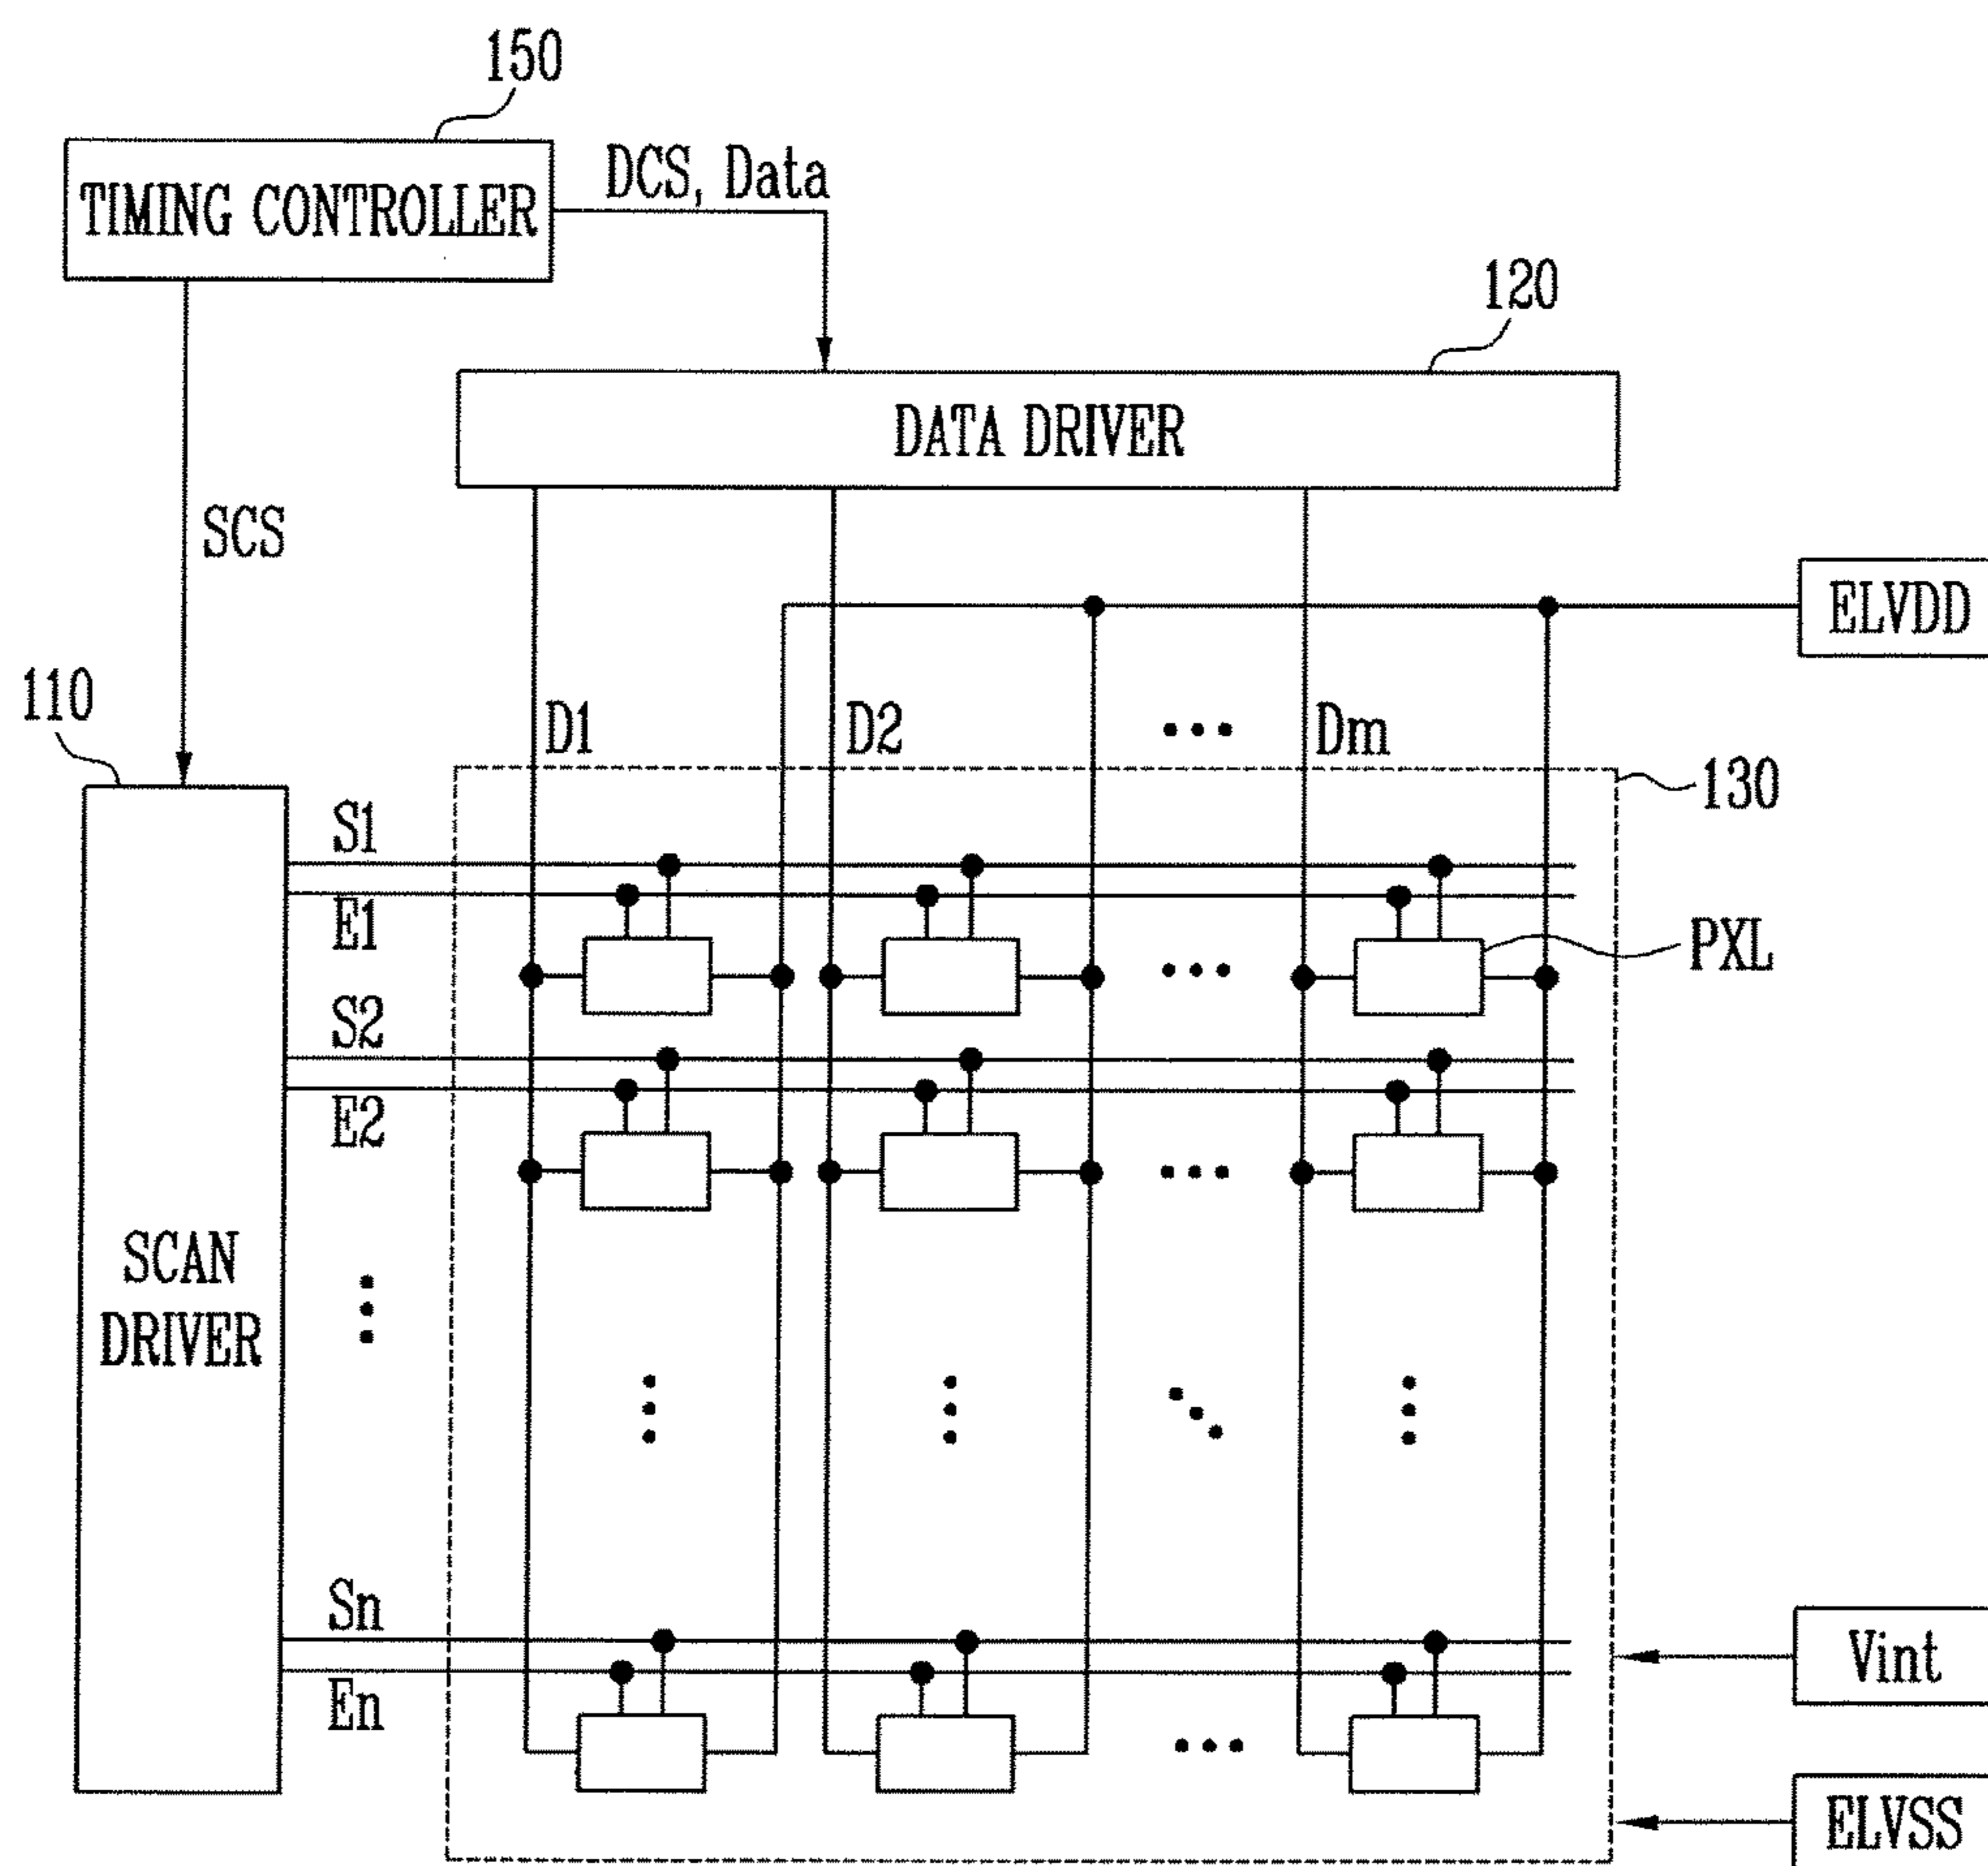 150
TIMING CONTROLLER
DCS, Data
120
DATA DRIVER
SCS
ELVDD
110
D1
D2
Dm
130
S1
E1
PXL
S2
E2
SCAN
DRIVER
Sn
En
Vint
ELVSS